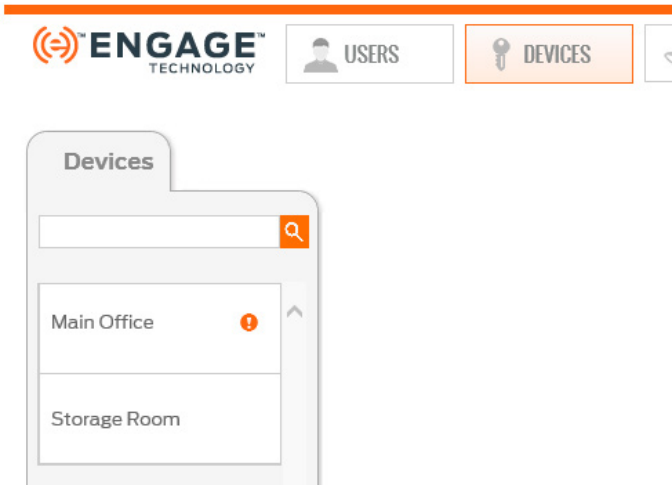 ENGAGE™
TECHNOLOGY
USERS
DEVICES
Devices
Main Office
Storage Room